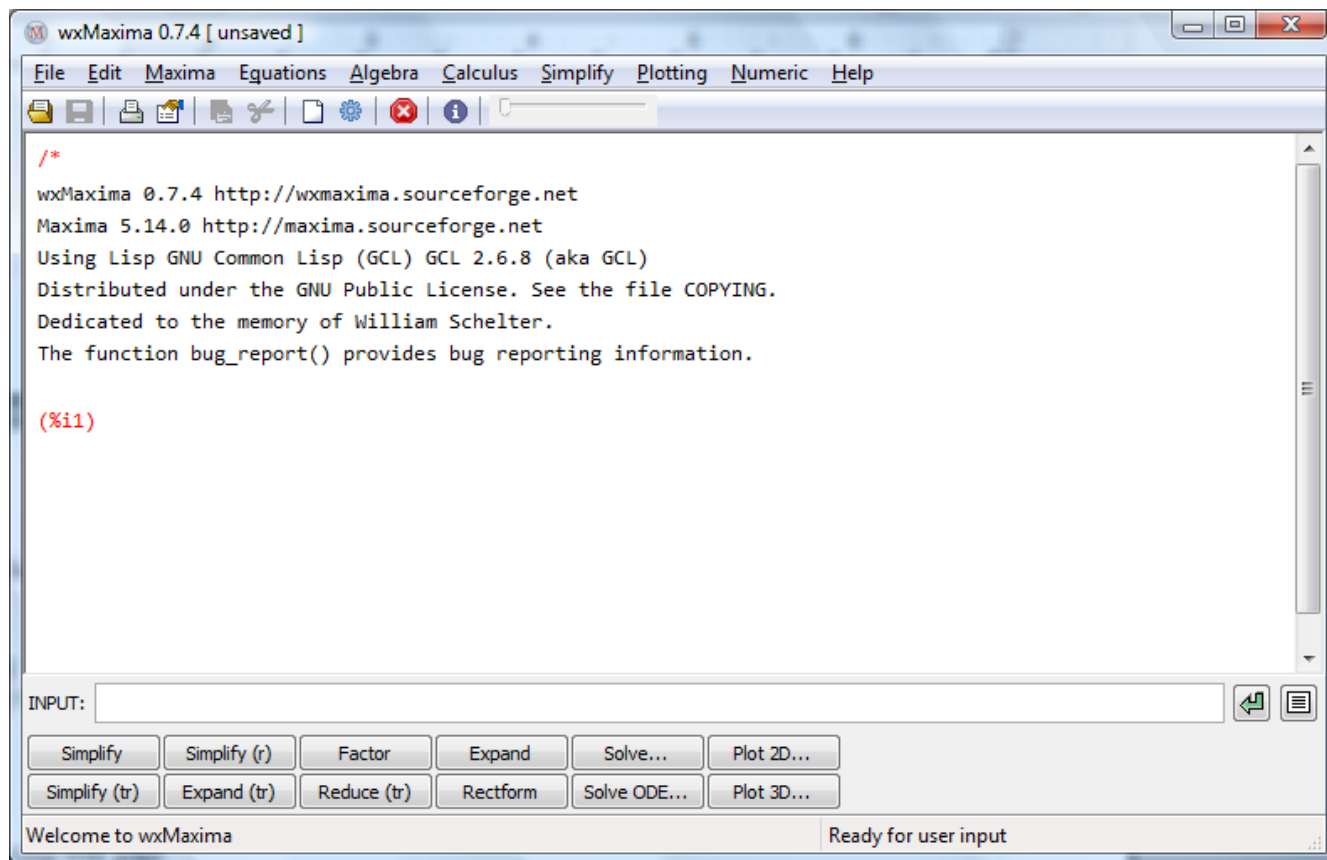 wxMaxima 0.7.4 [ unsaved ]
File Edit Maxima Equations Algebra Calculus Simplify Plotting Numeric Help
/*
wxMaxima 0.7.4 http://wxmaxima.sourceforge.net
Maxima 5.14.0 http://maxima.sourceforge.net
Using Lisp GNU Common Lisp (GCL) GCL 2.6.8 (aka GCL)
Distributed under the GNU Public License. See the file COPYING.
Dedicated to the memory of William Schelter.
The function bug_report() provides bug reporting information.
(%i1)
INPUT:
Simplify Simplify (r) Factor Expand Solve... Plot 2D...
Simplify (tr) Expand (tr) Reduce (tr) Rectform Solve ODE... Plot 3D...
Welcome to wxMaxima Ready for user input